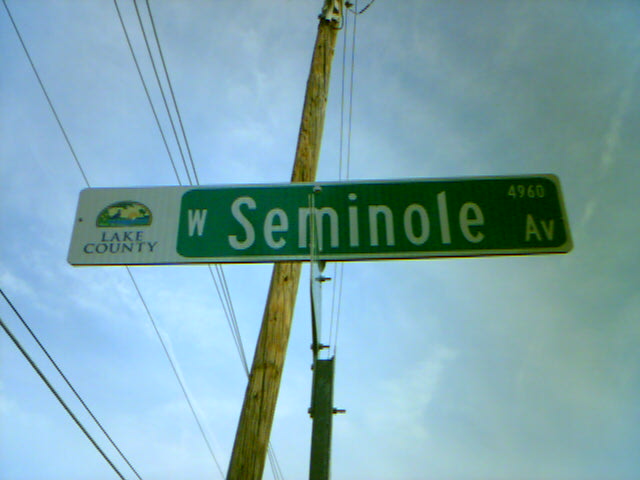 LAKE
COUNTY
W Seminole Av
4960